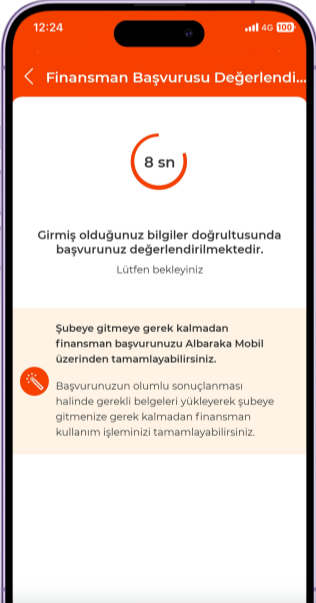 12:24
4G 100
Finansman Başvurusu Değerlendi...
8 sn
Girmiş olduğunuz bilgiler doğrultusunda
başvurunuz değerlendirilmektedir.
Lütfen bekleyiniz
Şubeye gitmeye gerek kalmadan
finansman başvurunuzu Albaraka Mobil
üzerinden tamamlayabilirsiniz.
Başvurunuzun olumlu sonuçlanması
halinde gerekli belgeleri yükleyerek şubeye
gitmenize gerek kalmadan finansman
kullanım işleminizi tamamlayabilirsiniz.